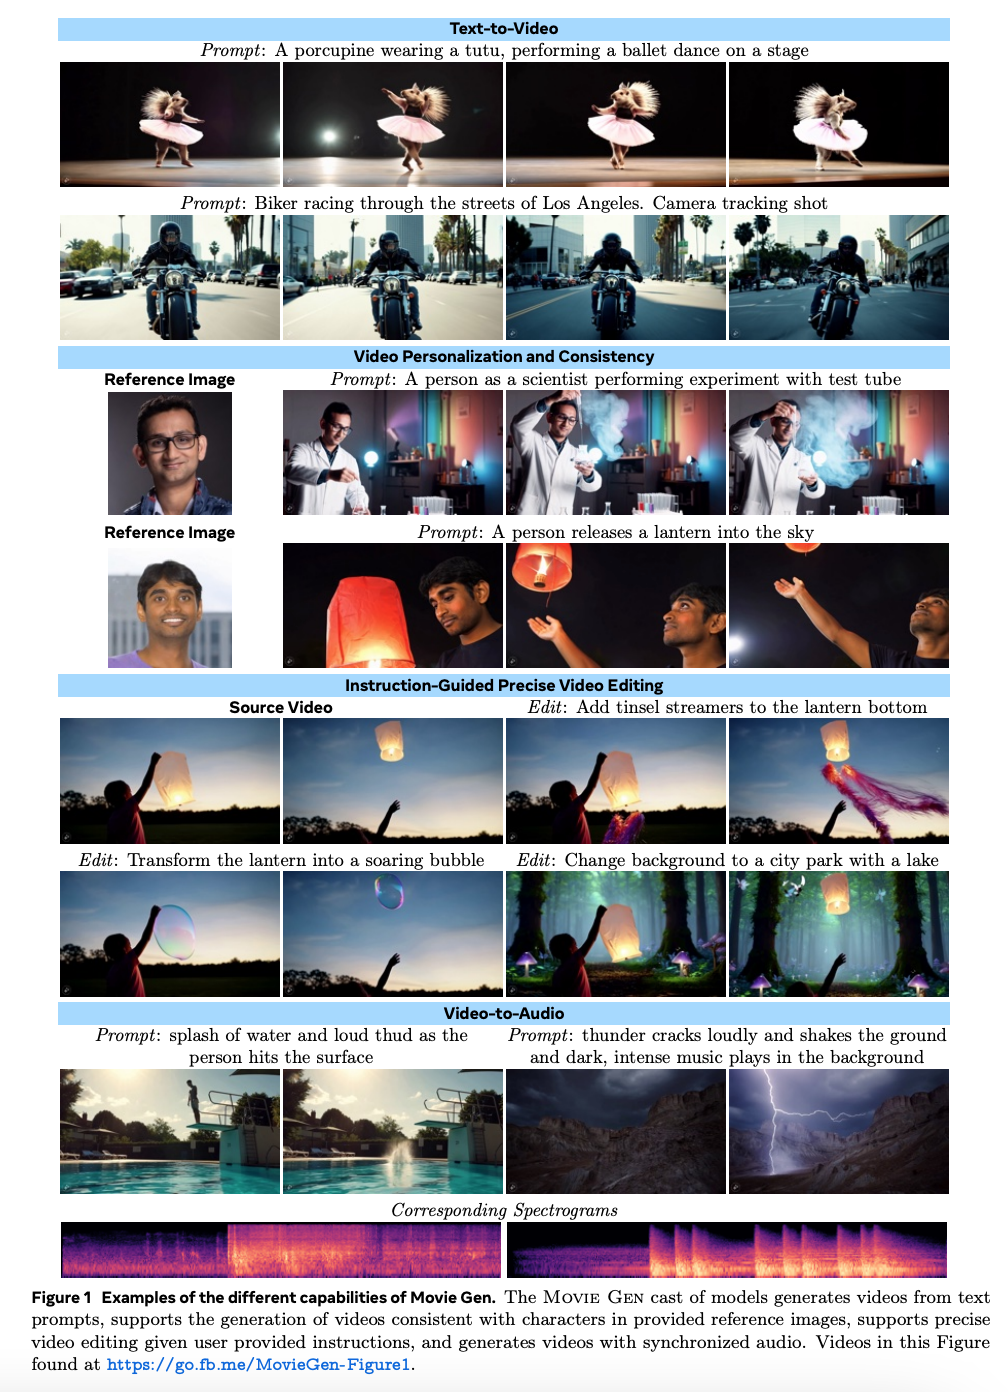 Text-to-Video
Prompt: A porcupine wearing a tutu, performing a ballet dance on a stage
Prompt: Biker racing through the streets of Los Angeles. Camera tracking shot
Video Personalization and Consistency
Reference Image
Prompt: A person as a scientist performing experiment with test tube
Reference Image
Prompt: A person releases a lantern into the sky
Instruction-Guided Precise Video Editing
Source Video
Edit: Add tinsel streamers to the lantern bottom
Edit: Transform the lantern into a soaring bubble
Edit: Change background to a city park with a lake
Video-to-Audio
Prompt: splash of water and loud thud as the
person hits the surface
Prompt: thunder cracks loudly and shakes the ground
and dark, intense music plays in the background
Corresponding Spectrograms
Figure 1 Examples of the different capabilities of Movie Gen. The MOVIE GEN cast of models generates videos from text
prompts, supports the generation of videos consistent with characters in provided reference images, supports precise
video editing given user provided instructions, and generates videos with synchronized audio. Videos in this Figure
found at https://go.fb.me/MovieGen-Figure1.